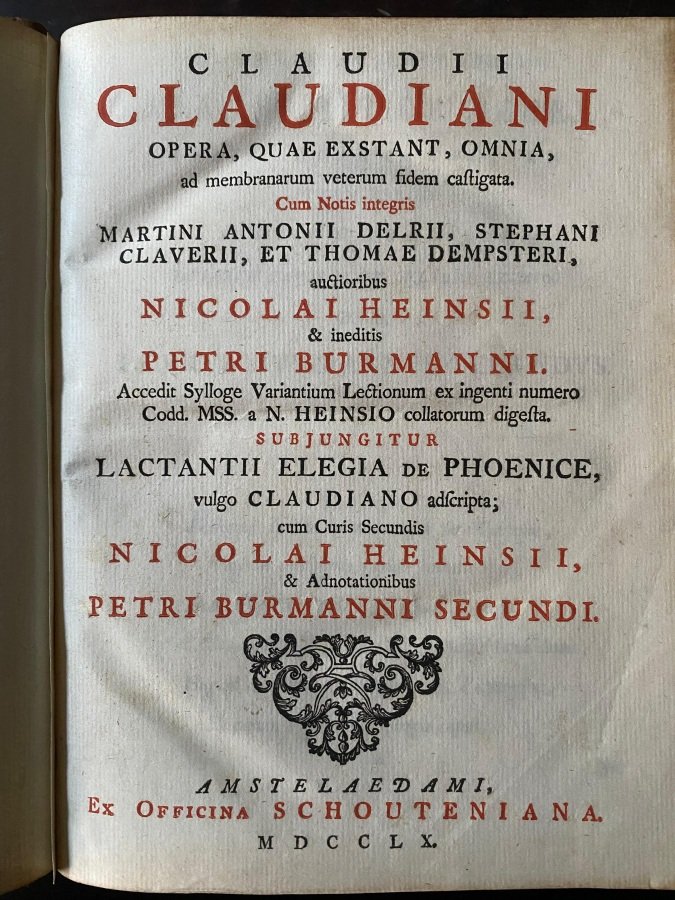 CLAUDII
CLAUDIANI
OPERA, QUAE EXSTANT, OMNIA,
ad membranarum veterum fidem caſtigata.
Cum Notis integris
MARTINI ANTONII DELRII, STEPHANI
CLAVERII, ET THOMAE DEMPSTERI,
auctioribus
NICOLAI HEINSII,
& ineditis
PETRI BURMANNI.
Accedit Sylloge Variantium Lectionum ex ingenti numero
Codd. MSS. a N. HEINSIO collatorum digeſta.
SUBJUNGITUR
LACTANTII ELEGIA DE PHOENICE,
vulgo CLAUDIANO adſcripta;
cum Curis Secundis
NICOLAI HEINSII,
& Adnotationibus
PETRI BURMANNI SECUNDI.
AMSTELAEDAMI,
EX OFFICINA SCHOUTENIANA.
MDCCLX.